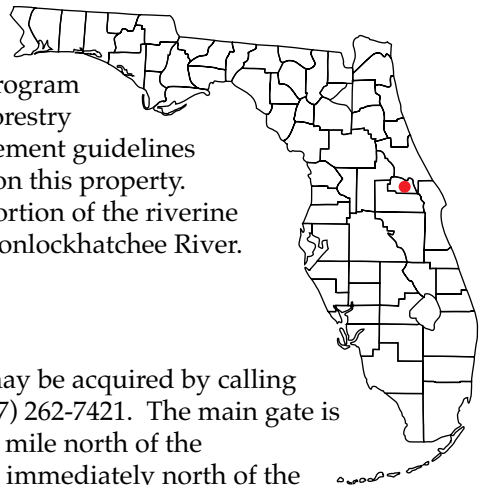 rogram
orestry
ement guidelines
on this property.
ortion of the riverine
onlockhatchee River.
may be acquired by calling
7) 262-7421. The main gate is
mile north of the
immediately north of the